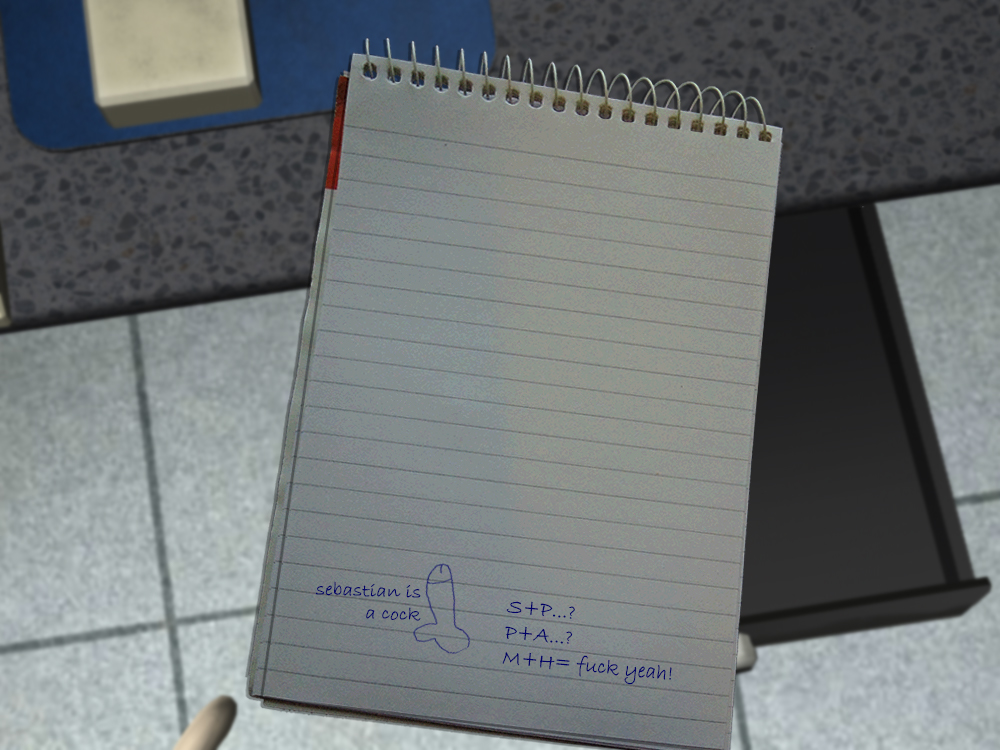 sebastian is
a cock
S+P...?
P+A...?
M+H= fuck yeah!